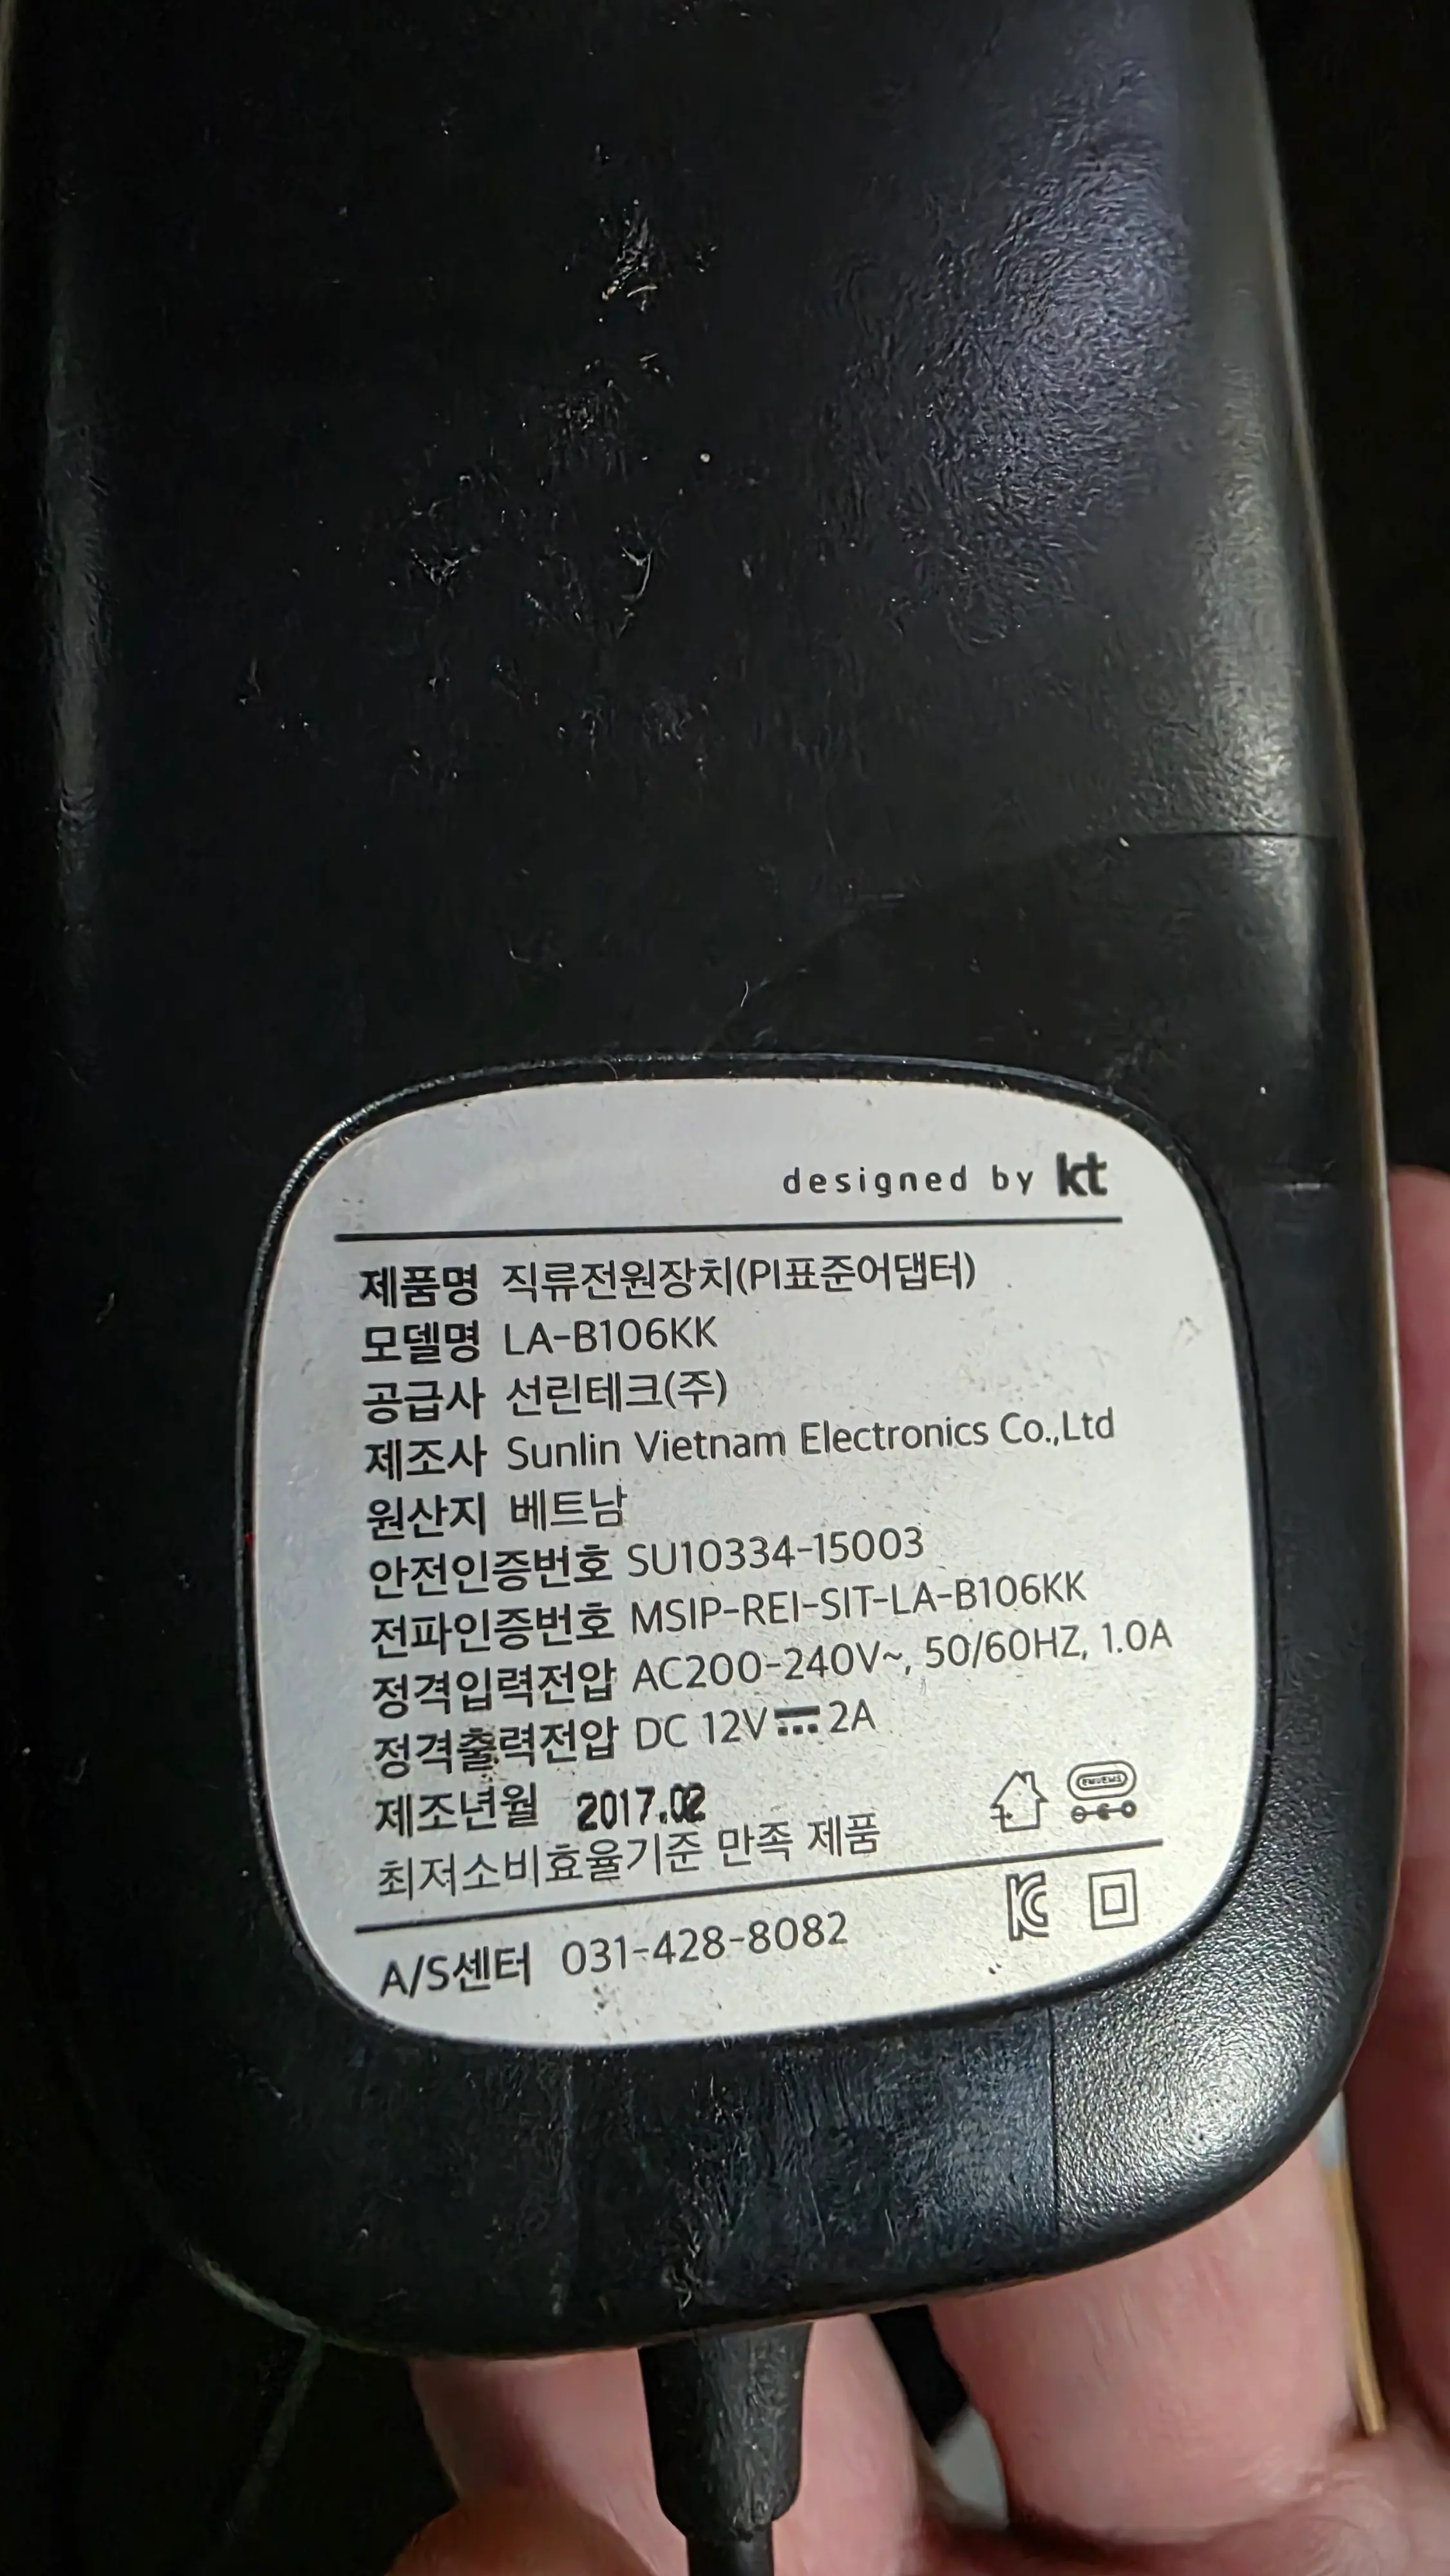 designed by kt
제품명 직류전원장치(PI표준어댑터)
모델명 LA-B106KK
공급사 선린테크(주)
제조사 Sunlin Vietnam Electronics Co.,Ltd
원산지 베트남
안전인증번호 SU10334-15003
전파인증번호 MSIP-REI-SIT-LA-B106KK
정격입력전압 AC200-240V~, 50/60HZ, 1.0A
정격출력전압 DC 12V⎓2A
제조년월 2017.02
최저소비효율기준 만족 제품
A/S센터 031-428-8082